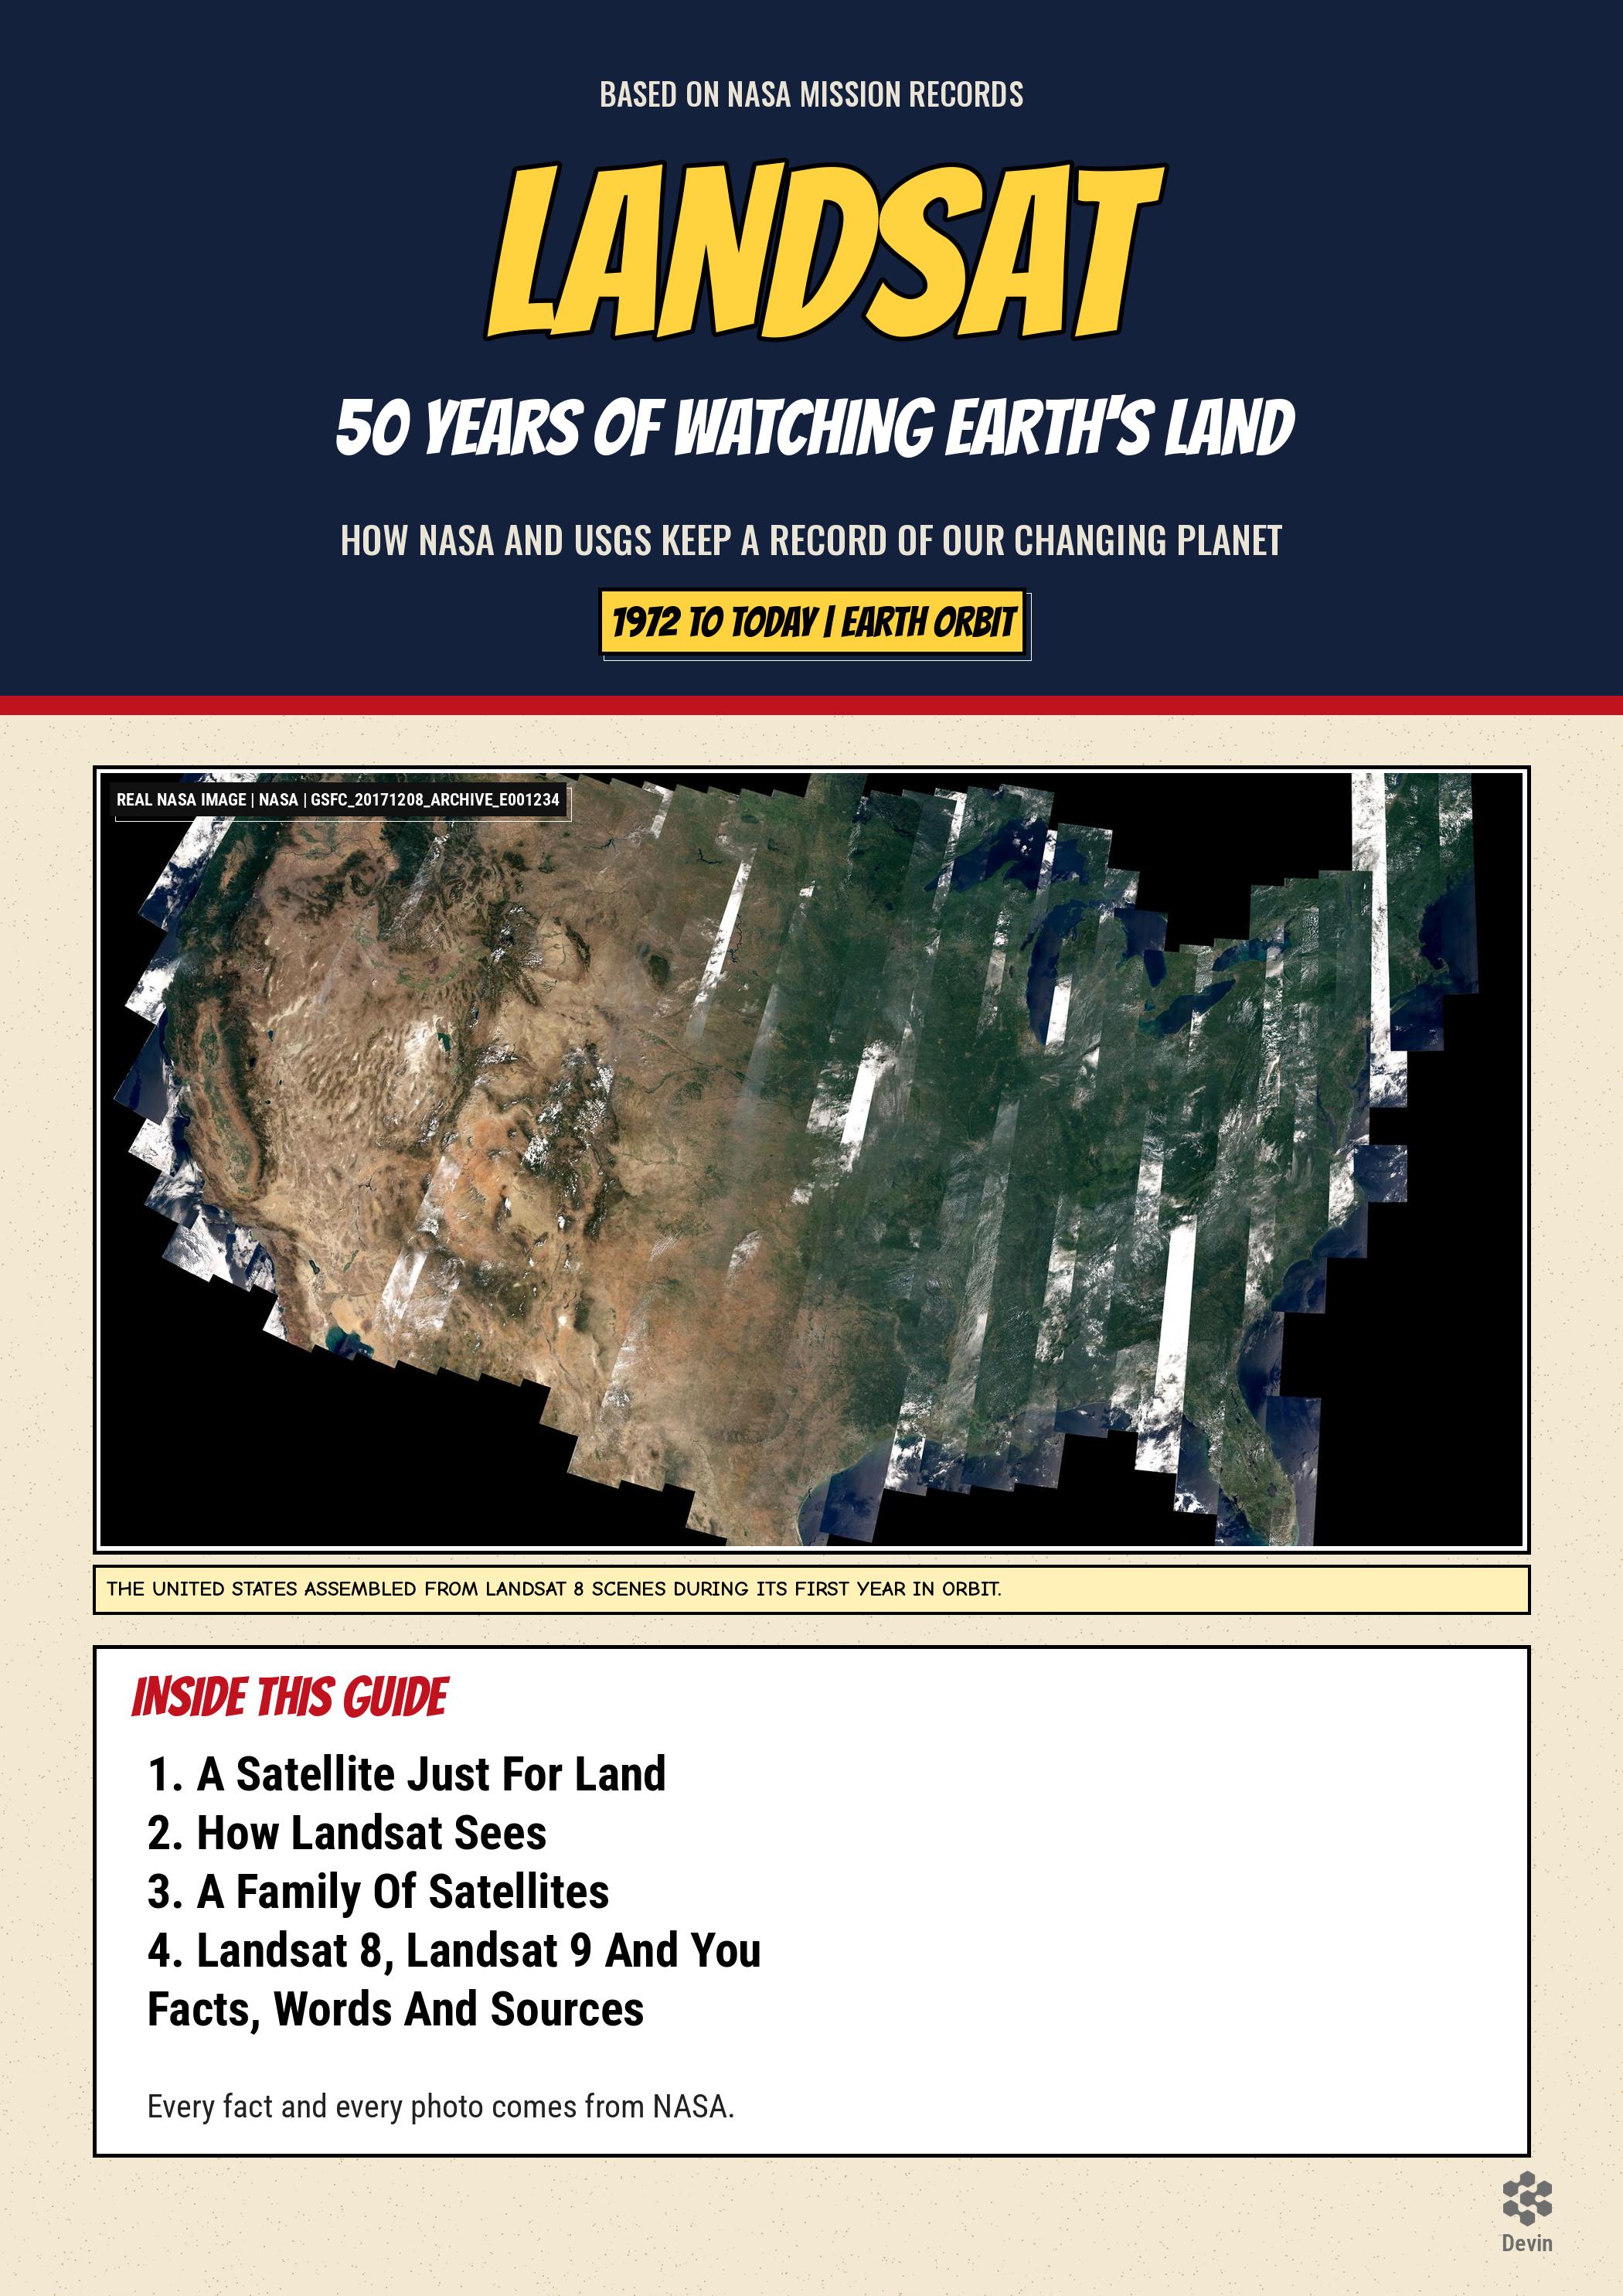 BASED ON NASA MISSION RECORDS
LANDSAT
50 YEARS OF WATCHING EARTH'S LAND
HOW NASA AND USGS KEEP A RECORD OF OUR CHANGING PLANET
1972 TO TODAY | EARTH ORBIT
REAL NASA IMAGE | NASA | GSFC_20171208_ARCHIVE_E001234
THE UNITED STATES ASSEMBLED FROM LANDSAT 8 SCENES DURING ITS FIRST YEAR IN ORBIT.
INSIDE THIS GUIDE
1. A Satellite Just For Land
2. How Landsat Sees
3. A Family Of Satellites
4. Landsat 8, Landsat 9 And You
Facts, Words And Sources
Every fact and every photo comes from NASA.
Devin